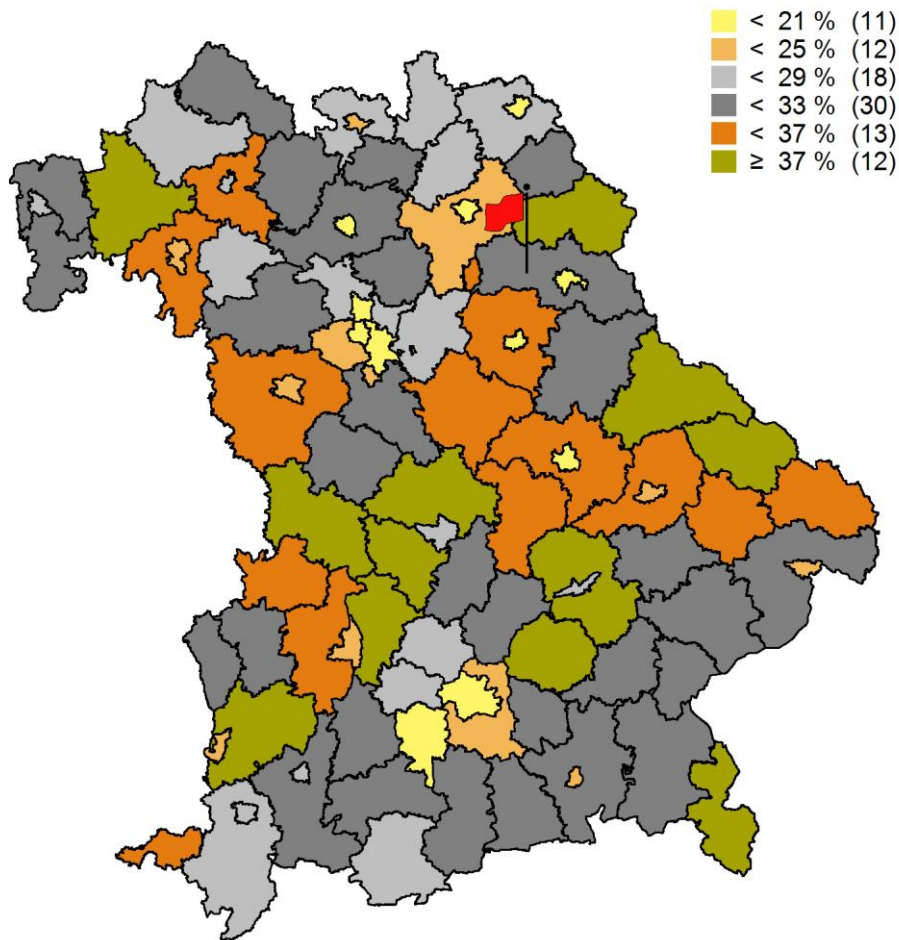 < 21 % (11)
< 25 % (12)
< 29 % (18)
< 33 % (30)
< 37 % (13)
≥ 37 % (12)